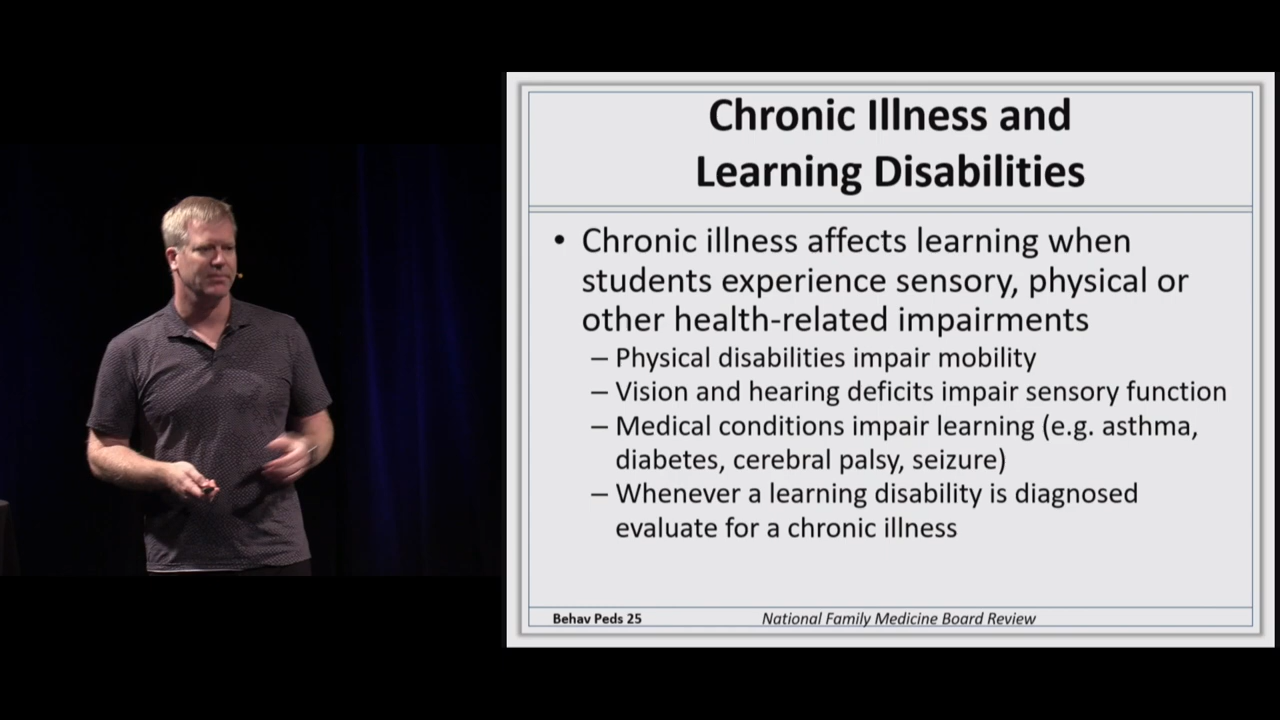 Chronic Illness and
Learning Disabilities
• Chronic illness affects learning when
students experience sensory, physical or
other health-related impairments
– Physical disabilities impair mobility
– Vision and hearing deficits impair sensory function
– Medical conditions impair learning (e.g. asthma,
diabetes, cerebral palsy, seizure)
– Whenever a learning disability is diagnosed
evaluate for a chronic illness
Behav Peds 25
National Family Medicine Board Review